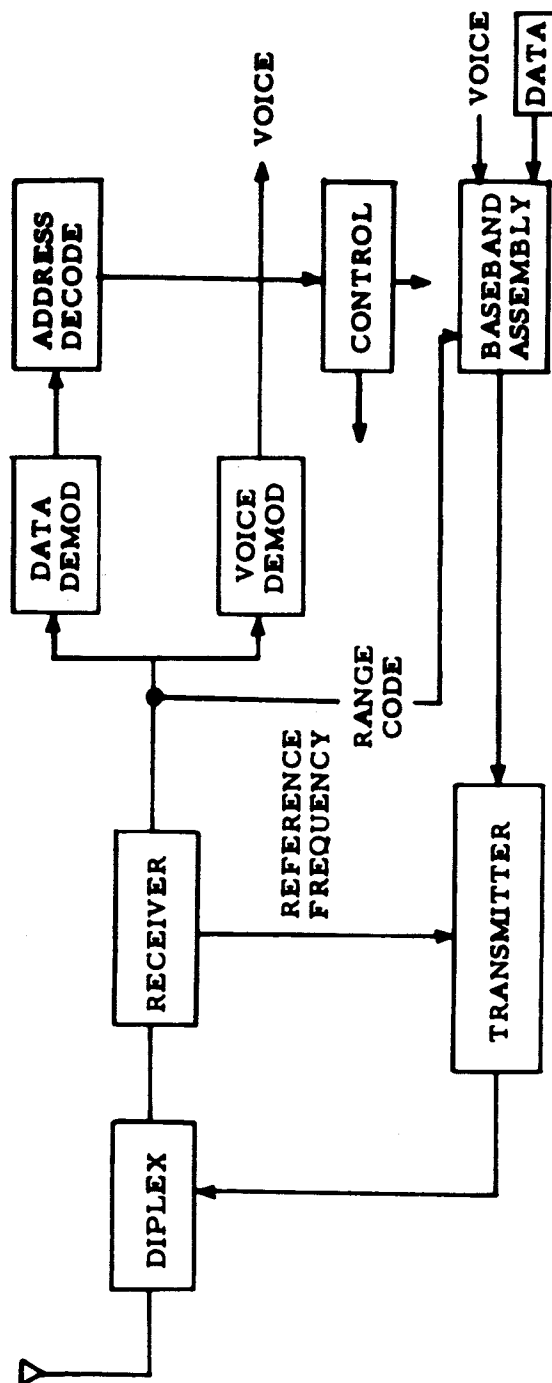 DIPLEX
RECEIVER
REFERENCE
FREQUENCY
TRANSMITTER
DATA
DEMOD
ADDRESS
DECODE
VOICE
DEMOD
VOICE
CONTROL
RANGE
CODE
BASEBAND
ASSEMBLY
VOICE
DATA